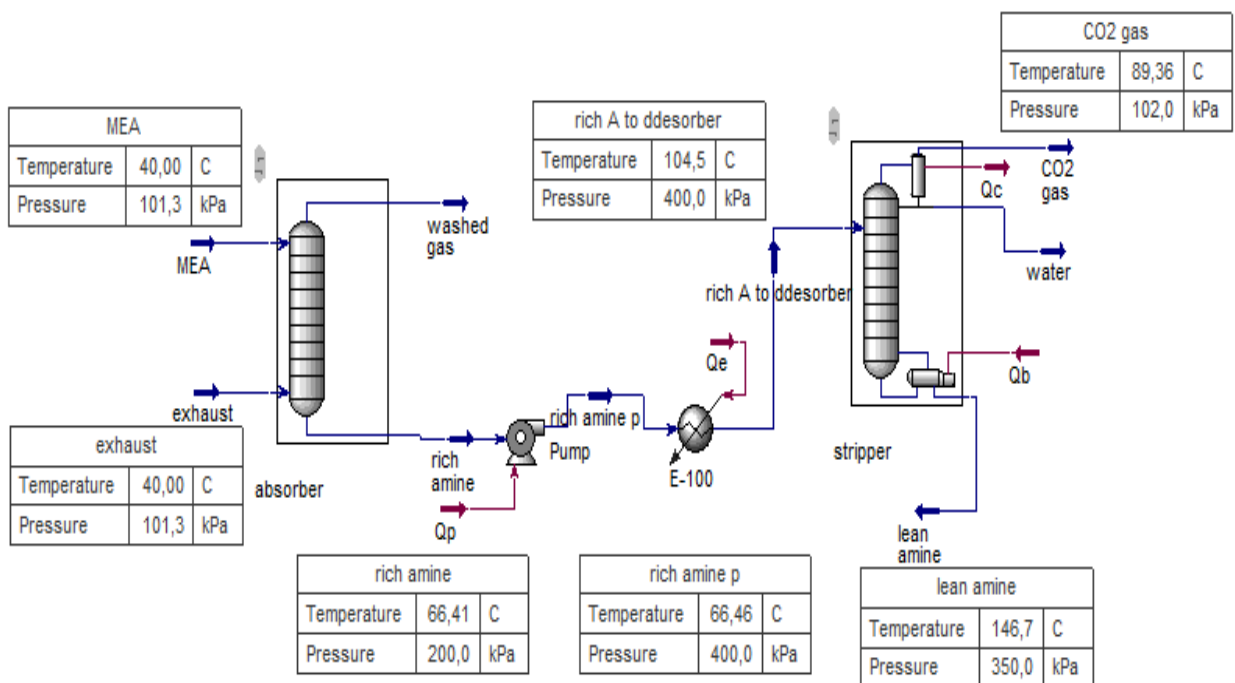 CO2 gas
Temperature 89,36 C
Pressure 102,0 kPa
MEA
Temperature 40,00 C
Pressure 101,3 kPa
rich A to ddesorber
Temperature 104,5 C
Pressure 400,0 kPa
CO2
gas
Qc
washed
gas
MEA
water
rich A to ddesorber
Qe
Qb
exhaust
rich amine p
Pump
rich
amine
E-100
stripper
exhaust
Temperature 40,00 C
Pressure 101,3 kPa
absorber
Qp
lean
amine
rich amine
Temperature 66,41 C
Pressure 200,0 kPa
rich amine p
Temperature 66,46 C
Pressure 400,0 kPa
lean amine
Temperature 146,7 C
Pressure 350,0 kPa